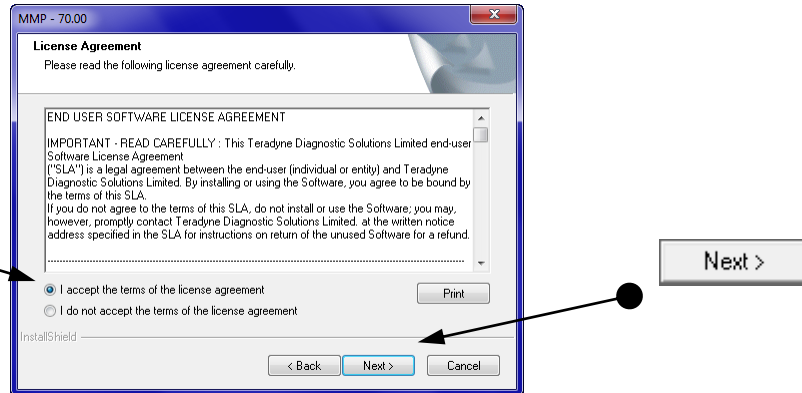 MMP - 70.00
License Agreement
Please read the following license agreement carefully.
END USER SOFTWARE LICENSE AGREEMENT
IMPORTANT - READ CAREFULLY : This Teradyne Diagnostic Solutions Limited end-user
Software License Agreement
("SLA") is a legal agreement between the end-user (individual or entity) and Teradyne
Diagnostic Solutions Limited. By installing or using the Software, you agree to be bound by
the terms of this SLA.
If you do not agree to the terms of this SLA, do not install or use the Software; you may,
however, promptly contact Teradyne Diagnostic Solutions Limited. at the written notice
address specified in the SLA for instructions on return of the unused Software for a refund.
I accept the terms of the license agreement
Print
I do not accept the terms of the license agreement
InstallShield
< Back Next > Cancel
Next >